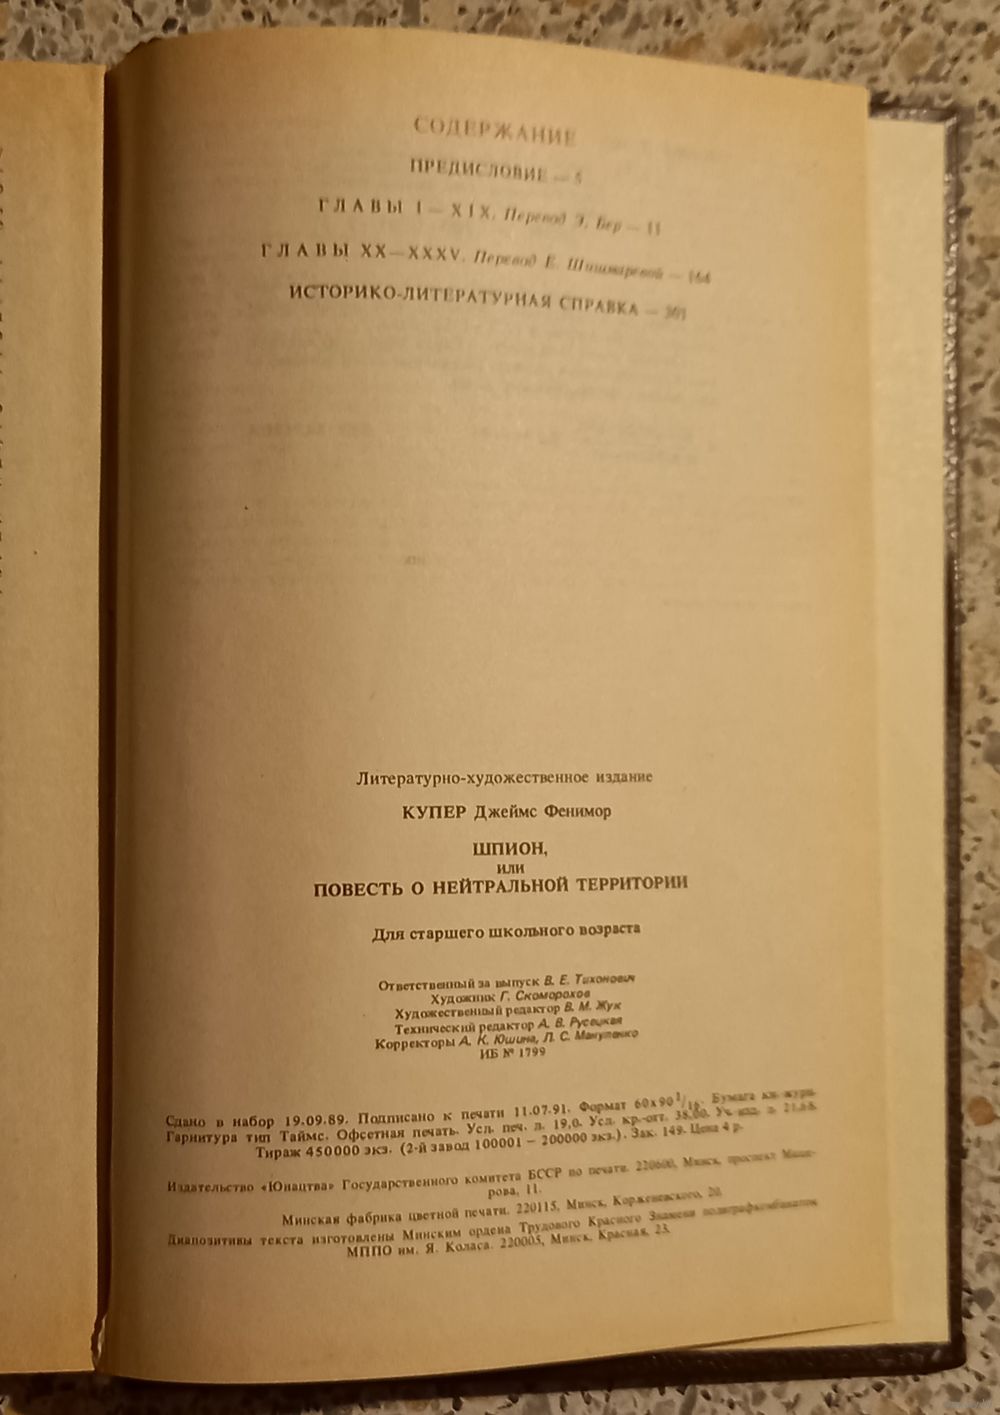 СОДЕРЖАНИЕ
ПРЕДИСЛОВИЕ — 5
ГЛАВЫ I — XIX. Перевод Э. Бер — 11
ГЛАВЫ XX—XXXV. Перевод Е. Шишмаревой — 164
ИСТОРИКО-ЛИТЕРАТУРНАЯ СПРАВКА — 301
Литературно-художественное издание
КУПЕР Джеймс Фенимор
ШПИОН,
или
ПОВЕСТЬ О НЕЙТРАЛЬНОЙ ТЕРРИТОРИИ
Для старшего школьного возраста
Ответственный за выпуск В. Е. Тихонович
Художник Г. Скоморохов
Художественный редактор В. М. Жук
Технический редактор А. В. Русецкая
Корректоры А. К. Юшина, Л. С. Мануленко
ИБ № 1799
Сдано в набор 19.09.89. Подписано к печати 11.07.91. Формат 60х90 1/16. Бумага кн.-журн.
Гарнитура тип Таймс. Офсетная печать. Усл. печ. л. 19,0. Усл. кр.-отт. 38,00. Уч.-изд. л. 21,68.
Тираж 450000 экз. (2-й завод 100001 — 200000 экз.). Зак. 149. Цена 4 р.
Издательство «Юнацтва» Государственного комитета БССР по печати. 220600, Минск, проспект Маше-
рова, 11.
Минская фабрика цветной печати. 220115, Минск, Корженевского, 20.
Диапозитивы текста изготовлены Минским ордена Трудового Красного Знамени полиграфкомбинатом
МППО им. Я. Коласа. 220005, Минск, Красная, 23.